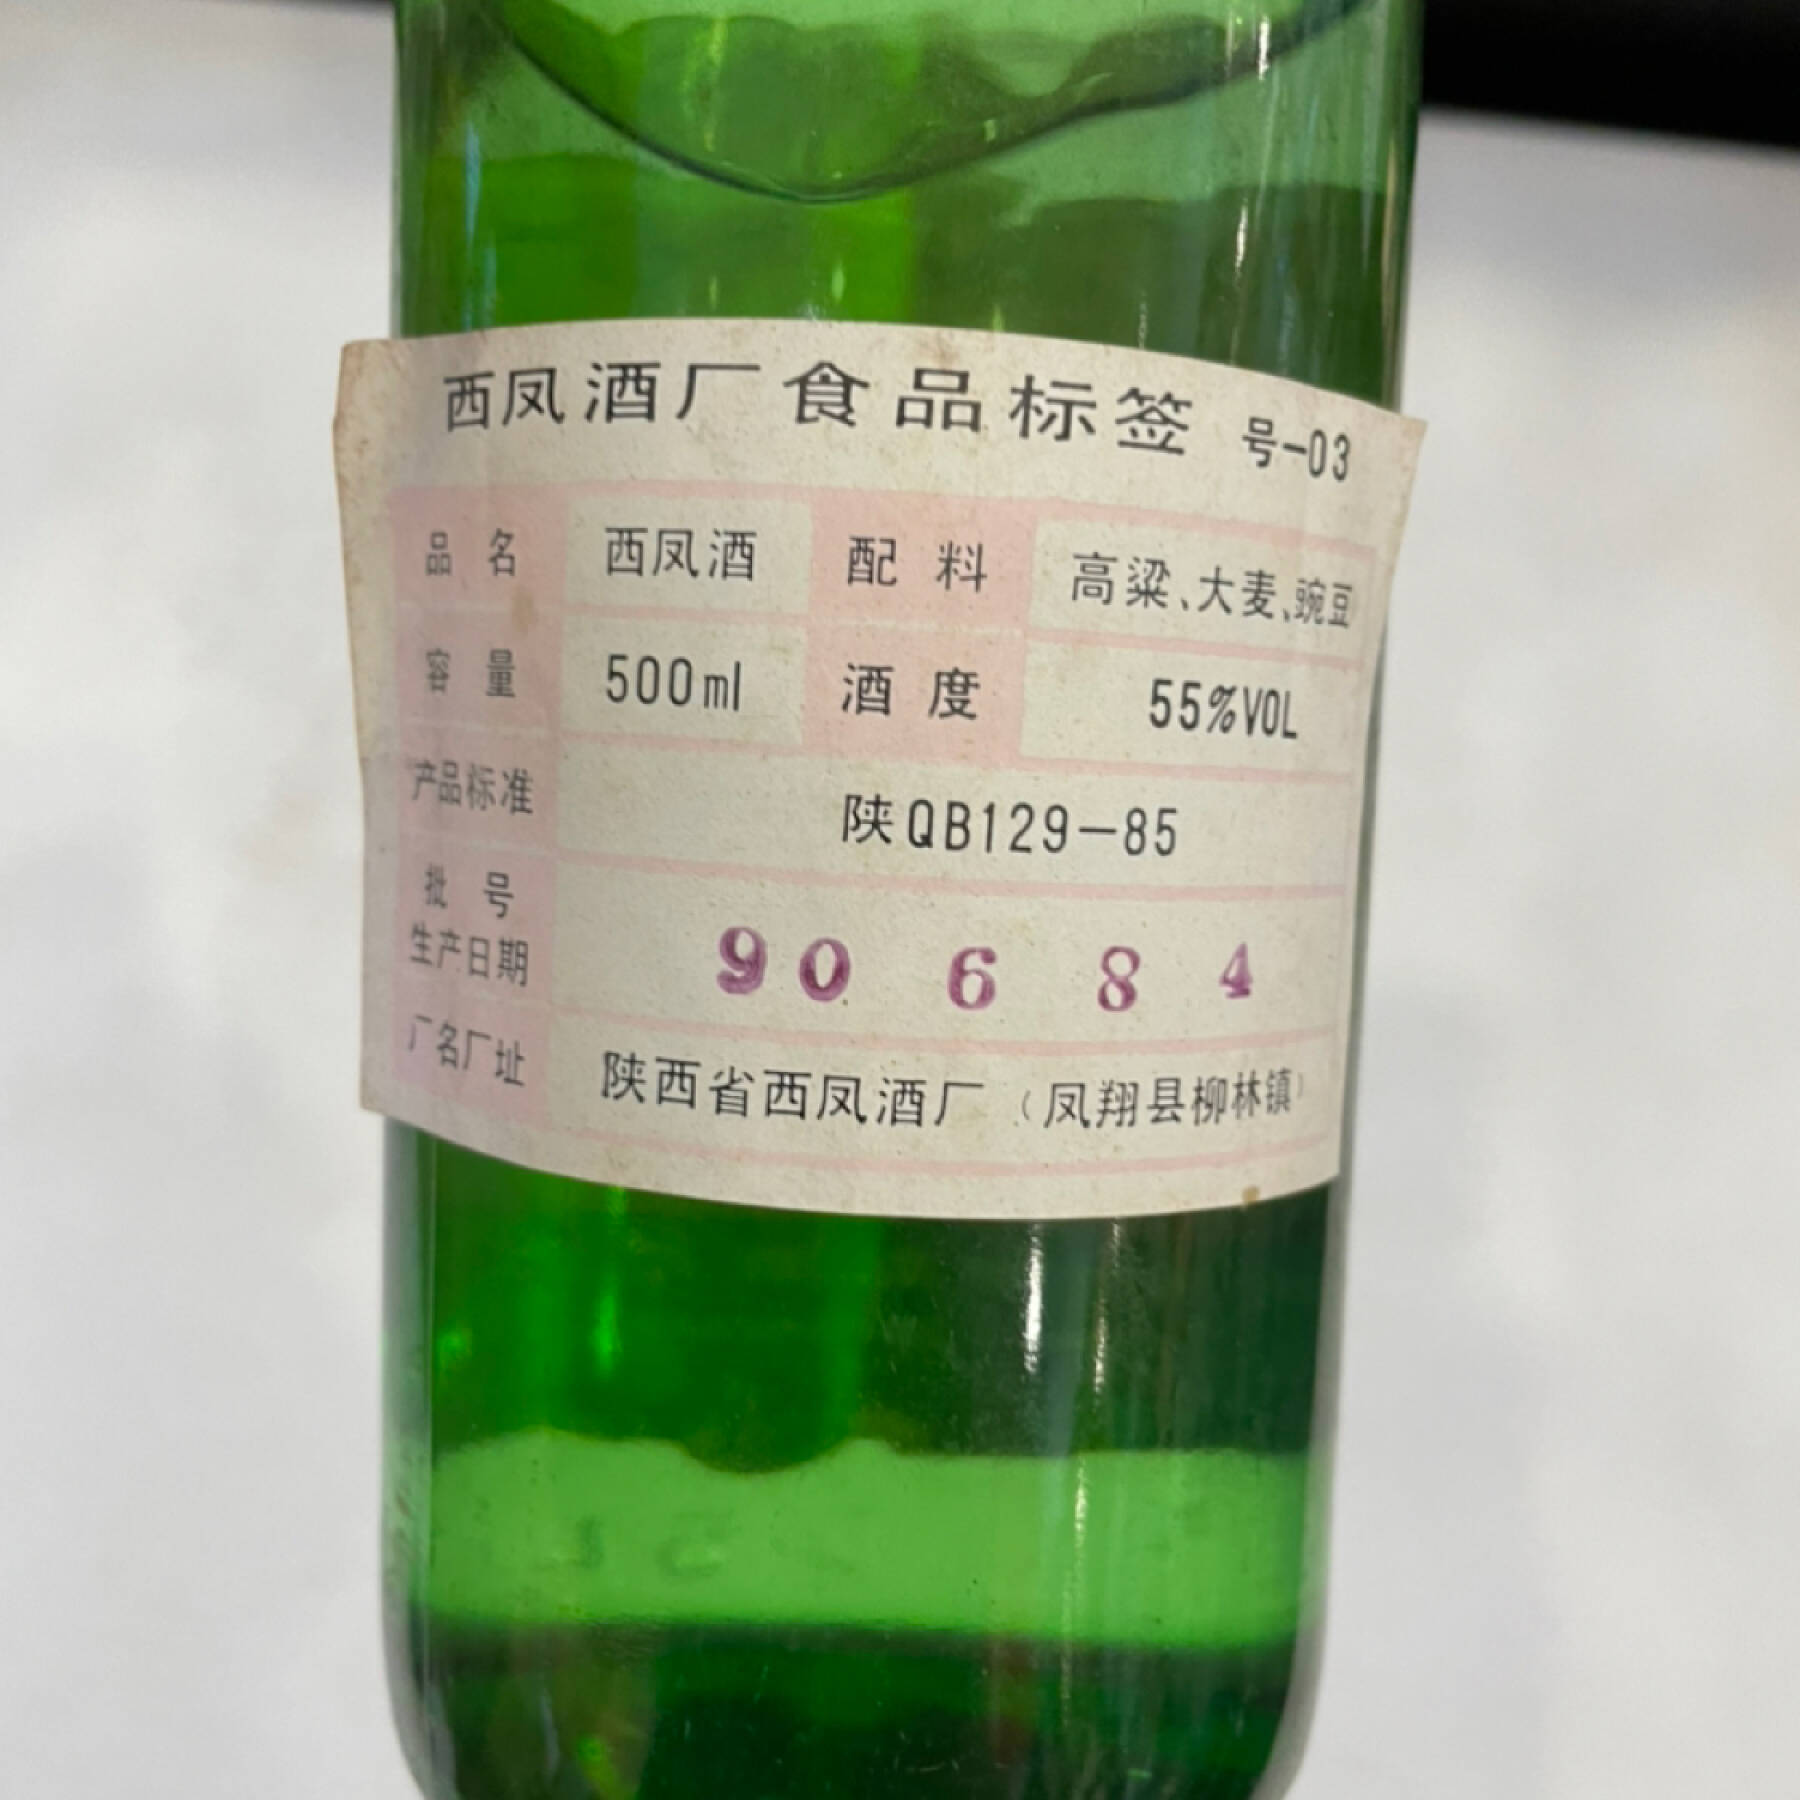 西凤酒厂食品标签 号-03
品名 西凤酒 配料 高粱、大麦、豌豆
容量 500ml 酒度 55%VOL
产品标准 陕QB129-85
批号
生产日期 90 6 8 4
厂名厂址 陕西省西凤酒厂（凤翔县柳林镇）